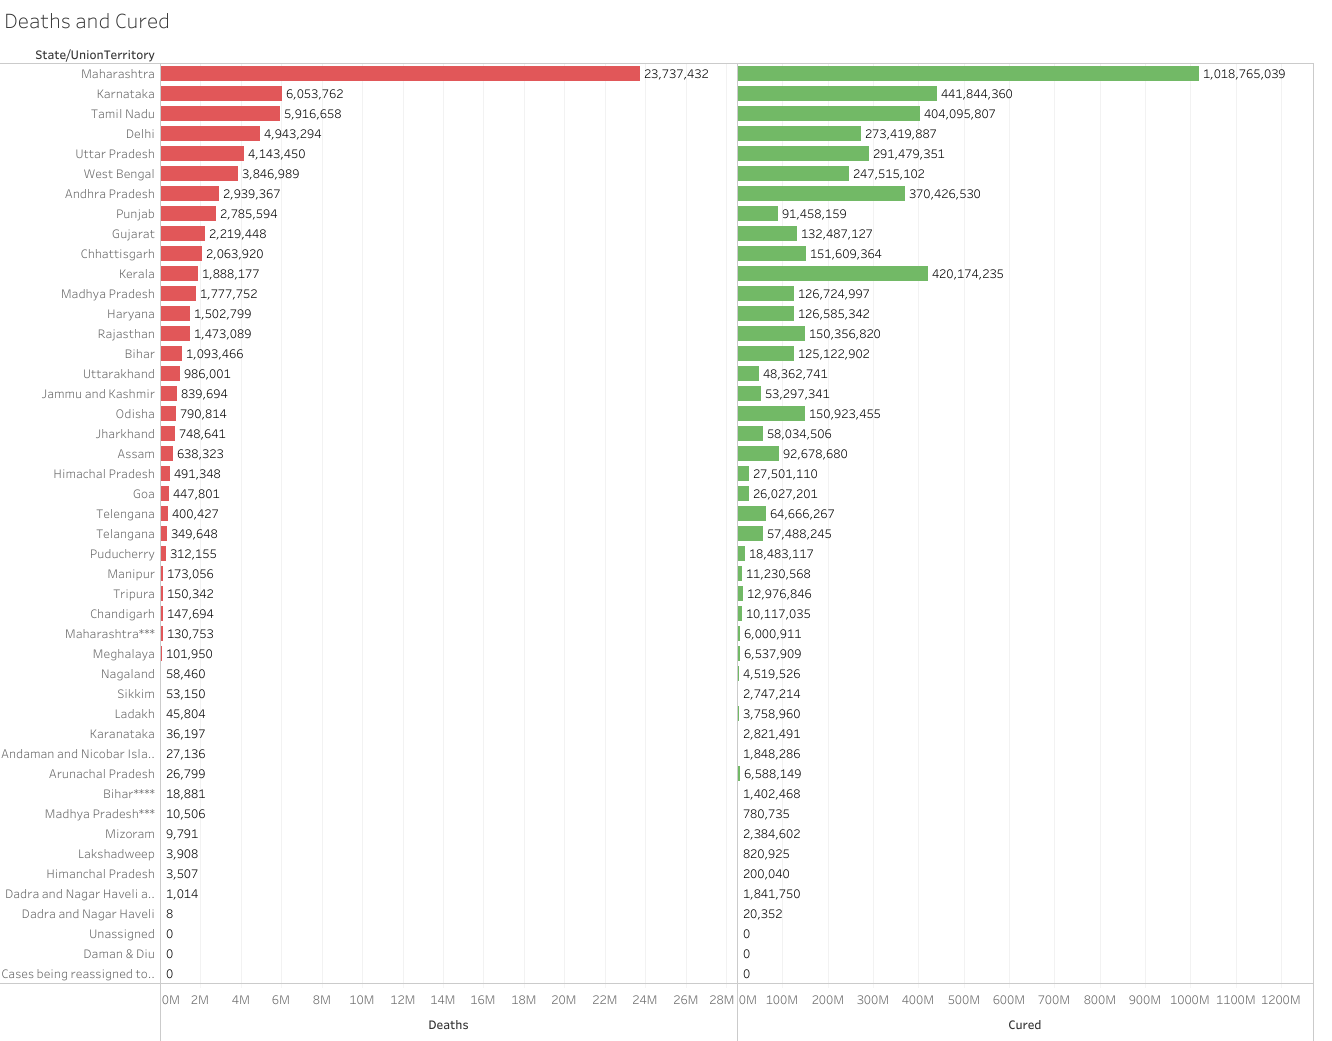 Deaths and Cured
State/UnionTerritory
Maharashtra 23,737,432 1,018,765,039
Karnataka 6,053,762 441,844,360
Tamil Nadu 5,916,658 404,095,807
Delhi 4,943,294 273,419,887
Uttar Pradesh 4,143,450 291,479,351
West Bengal 3,846,989 247,515,102
Andhra Pradesh 2,939,367 370,426,530
Punjab 2,785,594 91,458,159
Gujarat 2,219,448 132,487,127
Chhattisgarh 2,063,920 151,609,364
Kerala 1,888,177 420,174,235
Madhya Pradesh 1,777,752 126,724,997
Haryana 1,502,799 126,585,342
Rajasthan 1,473,089 150,356,820
Bihar 1,093,466 125,122,902
Uttarakhand 986,001 48,362,741
Jammu and Kashmir 839,694 53,297,341
Odisha 790,814 150,923,455
Jharkhand 748,641 58,034,506
Assam 638,323 92,678,680
Himachal Pradesh 491,348 27,501,110
Goa 447,801 26,027,201
Telengana 400,427 64,666,267
Telangana 349,648 57,488,245
Puducherry 312,155 18,483,117
Manipur 173,056 11,230,568
Tripura 150,342 12,976,846
Chandigarh 147,694 10,117,035
Maharashtra*** 130,753 6,000,911
Meghalaya 101,950 6,537,909
Nagaland 58,460 4,519,526
Sikkim 53,150 2,747,214
Ladakh 45,804 3,758,960
Karanataka 36,197 2,821,491
Andaman and Nicobar Isla.. 27,136 1,848,286
Arunachal Pradesh 26,799 6,588,149
Bihar**** 18,881 1,402,468
Madhya Pradesh*** 10,506 780,735
Mizoram 9,791 2,384,602
Lakshadweep 3,908 820,925
Himanchal Pradesh 3,507 200,040
Dadra and Nagar Haveli a.. 1,014 1,841,750
Dadra and Nagar Haveli 8 20,352
Unassigned 0 0
Daman & Diu 0 0
Cases being reassigned to.. 0 0
0M 2M 4M 6M 8M 10M 12M 14M 16M 18M 20M 22M 24M 26M 28M 0M 100M 200M 300M 400M 500M 600M 700M 800M 900M 1000M 1100M 1200M
Deaths Cured